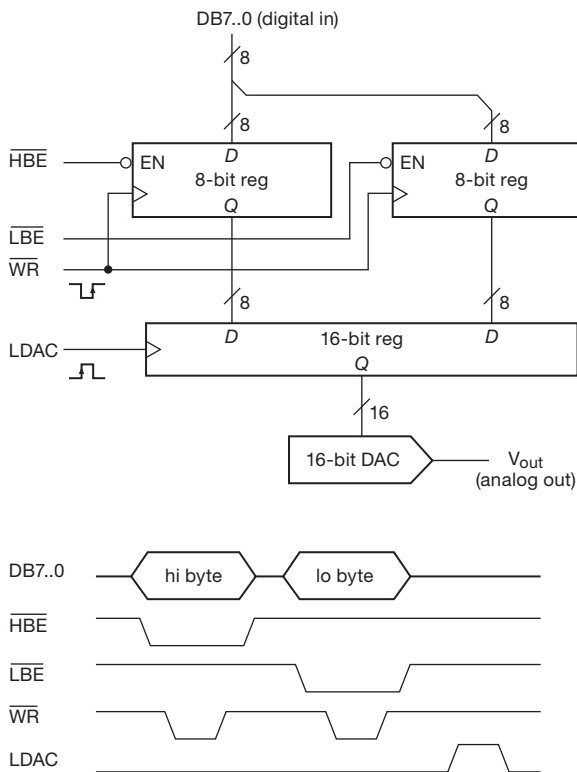 DB7..0 (digital in)
8
8
8
HBE
EN
D
8-bit reg
Q
EN
D
8-bit reg
Q
LBE
WR
8
8
LDAC
D
16-bit reg
D
Q
16
16-bit DAC
Vout
(analog out)
DB7..0
hi byte
lo byte
HBE
LBE
WR
LDAC